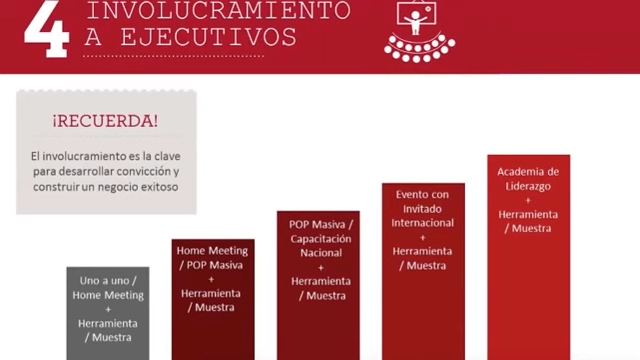 4
INVOLUCRAMIENTO
A EJECUTIVOS
¡RECUERDA!
El involucramiento es la clave
para desarrollar convicción y
construir un negocio exitoso
Uno a uno /
Home Meeting
+
Herramienta
/ Muestra
Home Meeting
/ POP Masiva
+
Herramienta
/ Muestra
POP Masiva /
Capacitación
Nacional
+
Herramienta
/ Muestra
Evento con
Invitado
Internacional
+
Herramienta
/ Muestra
Academia de
Liderazgo
+
Herramienta
/ Muestra